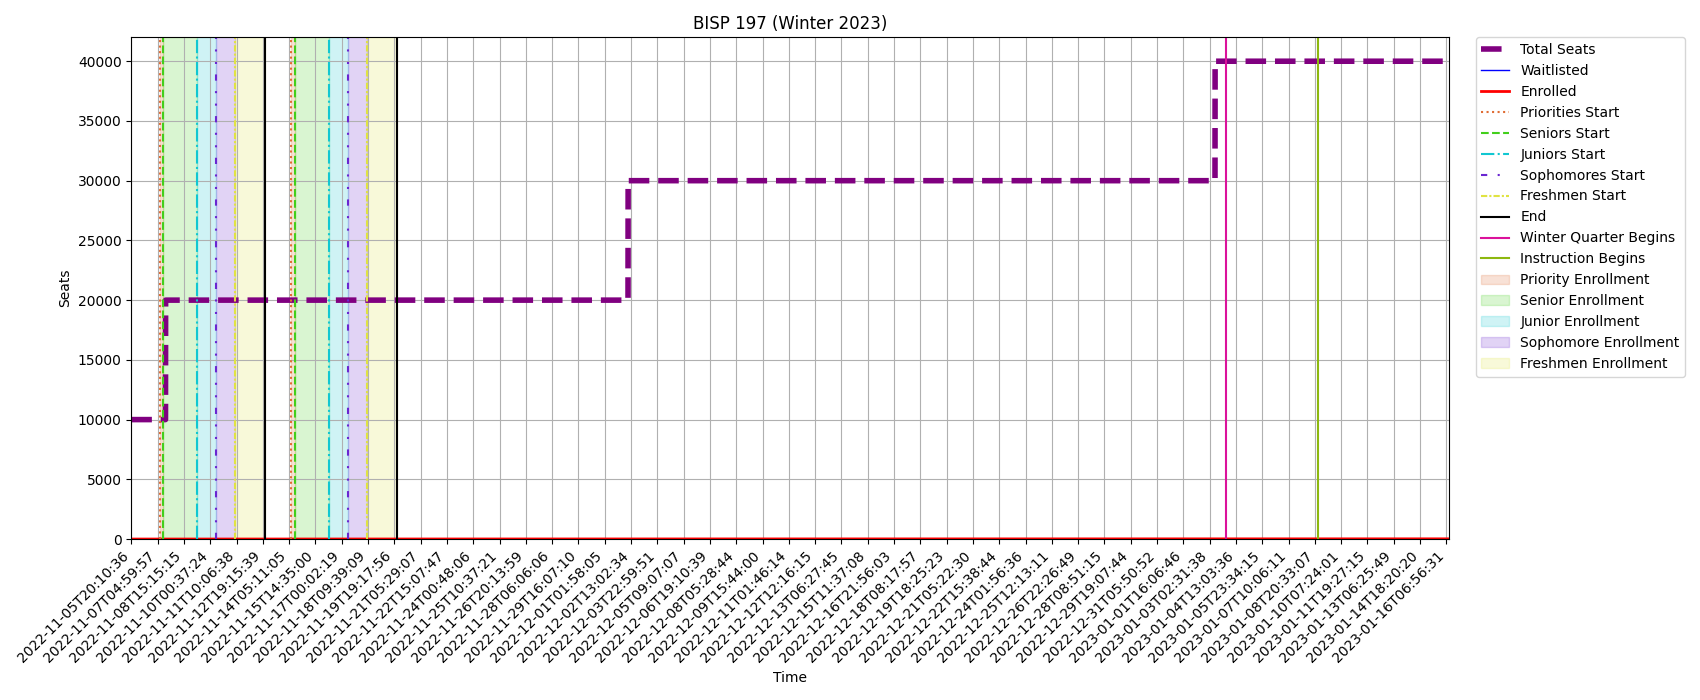 BISP 197 (Winter 2023)
40000
35000
30000
25000
20000
15000
10000
5000
0
Seats
2022-11-05T20:10:36
2022-11-07T04:59:57
2022-11-08T15:15:15
2022-11-10T00:37:24
2022-11-11T10:06:38
2022-11-12T19:15:39
2022-11-14T05:11:05
2022-11-15T14:35:00
2022-11-17T00:02:19
2022-11-18T09:39:09
2022-11-19T19:17:56
2022-11-21T05:29:07
2022-11-22T15:07:47
2022-11-24T00:48:06
2022-11-25T10:37:21
2022-11-26T20:13:59
2022-11-28T06:06:06
2022-11-29T16:07:10
2022-12-01T01:58:05
2022-12-02T13:02:34
2022-12-03T22:59:51
2022-12-05T09:07:07
2022-12-06T19:10:39
2022-12-08T05:28:44
2022-12-09T15:44:00
2022-12-11T01:46:14
2022-12-12T12:16:15
2022-12-13T06:27:45
2022-12-15T11:37:08
2022-12-16T21:56:03
2022-12-18T08:17:57
2022-12-19T18:25:23
2022-12-21T05:22:30
2022-12-22T15:38:44
2022-12-24T01:56:36
2022-12-25T12:13:11
2022-12-26T22:26:49
2022-12-28T08:51:15
2022-12-29T19:07:44
2022-12-31T05:50:52
2023-01-01T16:06:46
2023-01-03T02:31:38
2023-01-04T13:03:36
2023-01-05T23:34:15
2023-01-07T10:06:11
2023-01-08T20:33:07
2023-01-10T07:24:01
2023-01-11T19:27:15
2023-01-13T06:25:49
2023-01-14T18:20:20
2023-01-16T06:56:31
Time
Total Seats
Waitlisted
Enrolled
Priorities Start
Seniors Start
Juniors Start
Sophomores Start
Freshmen Start
End
Winter Quarter Begins
Instruction Begins
Priority Enrollment
Senior Enrollment
Junior Enrollment
Sophomore Enrollment
Freshmen Enrollment